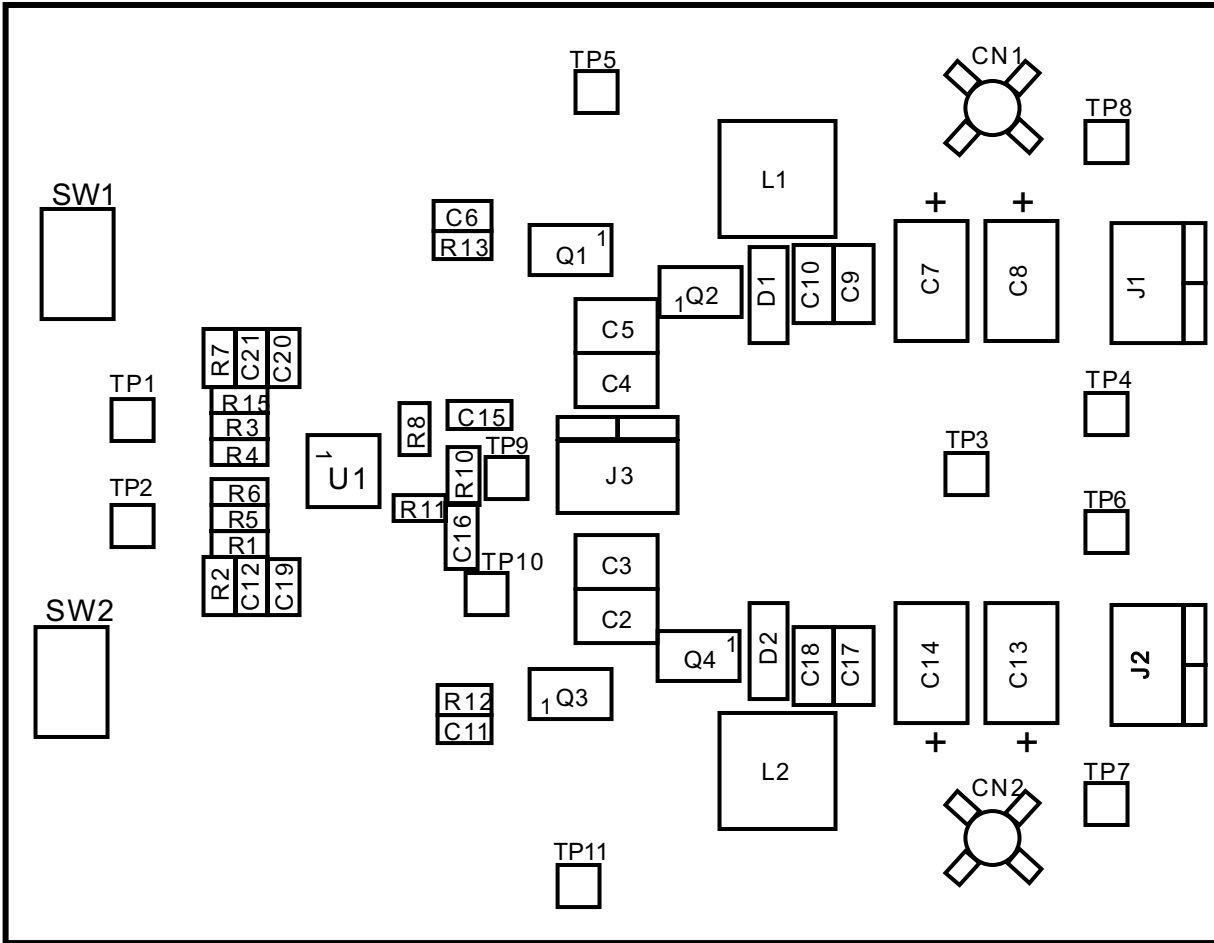 TP5
CN1
TP8
L1
SW1
+ +
C6
R13
Q1 1
1 Q2
D1
C10
C9
C7
C8
J1
C5
C4
R7
C21
C20
TP1
R15
R3
R4
R8
C15
TP4
TP9
TP3
1
U1
R10
J3
TP2
R6
R5
R1
R11
C16
TP6
TP10
R2
C12
C19
C3
C2
SW2
Q4 1
D2
C18
C17
C14
C13
J2
R12
C11
1 Q3
+ +
L2
TP7
CN2
TP11